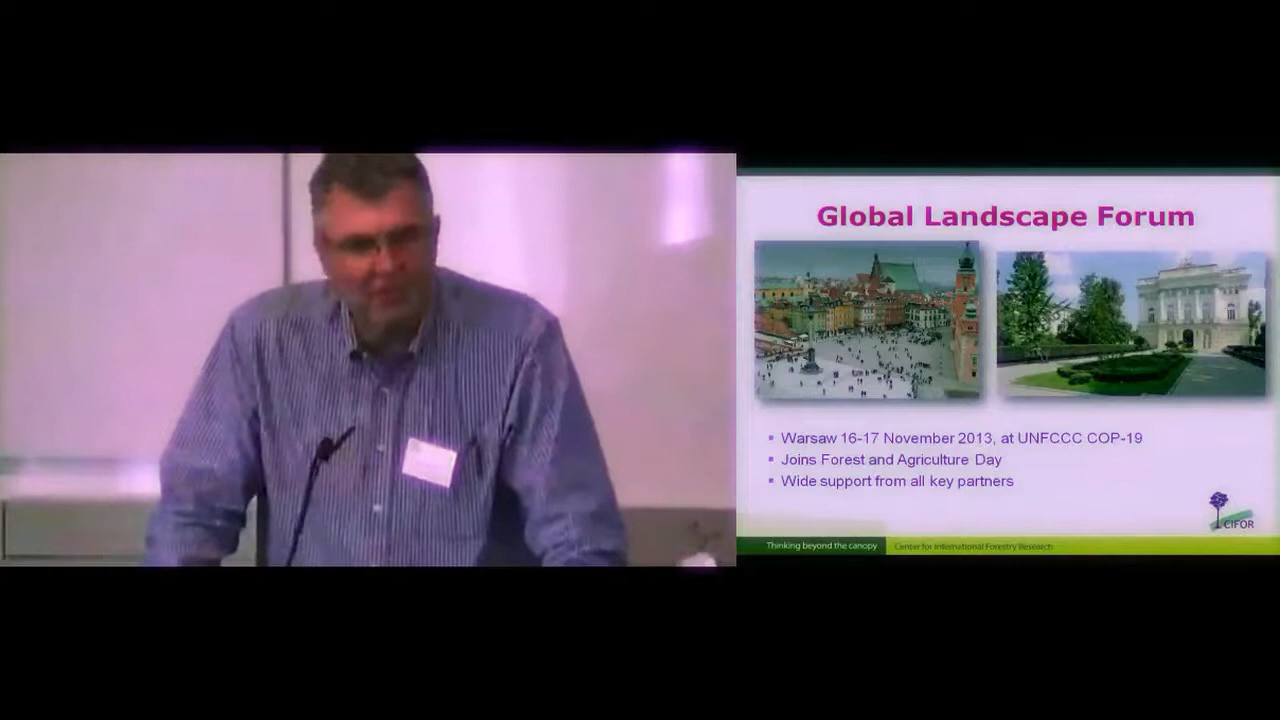 Global Landscape Forum
Warsaw 16-17 November 2013, at UNFCCC COP-19
Joins Forest and Agriculture Day
Wide support from all key partners
CIFOR
Thinking beyond the canopy
Center for International Forestry Research